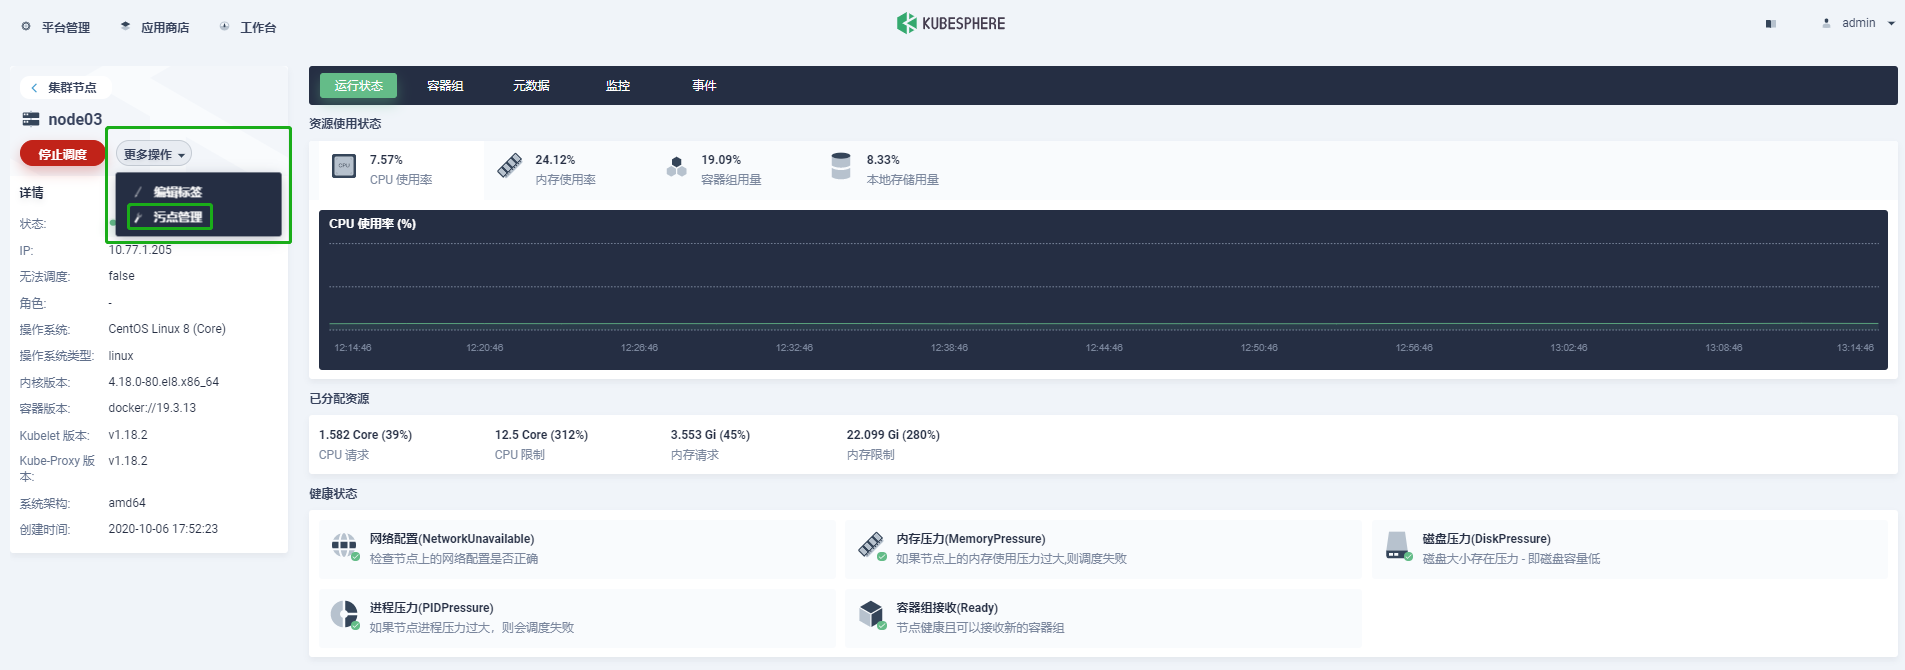 平台管理
应用商店
工作台
KUBESPHERE
admin
集群节点
node03
停止调度
更多操作
编辑标签
污点管理
详情
状态:
IP:
10.77.1.205
无法调度:
false
角色:
-
操作系统:
CentOS Linux 8 (Core)
操作系统类型:
linux
内核版本:
4.18.0-80.el8.x86_64
容器版本:
docker://19.3.13
Kubelet 版本:
v1.18.2
Kube-Proxy 版
本:
v1.18.2
系统架构:
amd64
创建时间:
2020-10-06 17:52:23
运行状态
容器组
元数据
监控
事件
资源使用状态
CPU
7.57%
CPU 使用率
24.12%
内存使用率
19.09%
容器组用量
8.33%
本地存储用量
CPU 使用率 (%)
12:14:46
12:20:46
12:26:46
12:32:46
12:38:46
12:44:46
12:50:46
12:56:46
13:02:46
13:08:46
13:14:46
已分配资源
1.582 Core (39%)
CPU 请求
12.5 Core (312%)
CPU 限制
3.553 Gi (45%)
内存请求
22.099 Gi (280%)
内存限制
健康状态
网络配置(NetworkUnavailable)
检查节点上的网络配置是否正确
内存压力(MemoryPressure)
如果节点上的内存使用压力过大,则调度失败
磁盘压力(DiskPressure)
磁盘大小存在压力 - 即磁盘容量低
进程压力(PIDPressure)
如果节点进程压力过大，则会调度失败
容器组接收(Ready)
节点健康且可以接收新的容器组